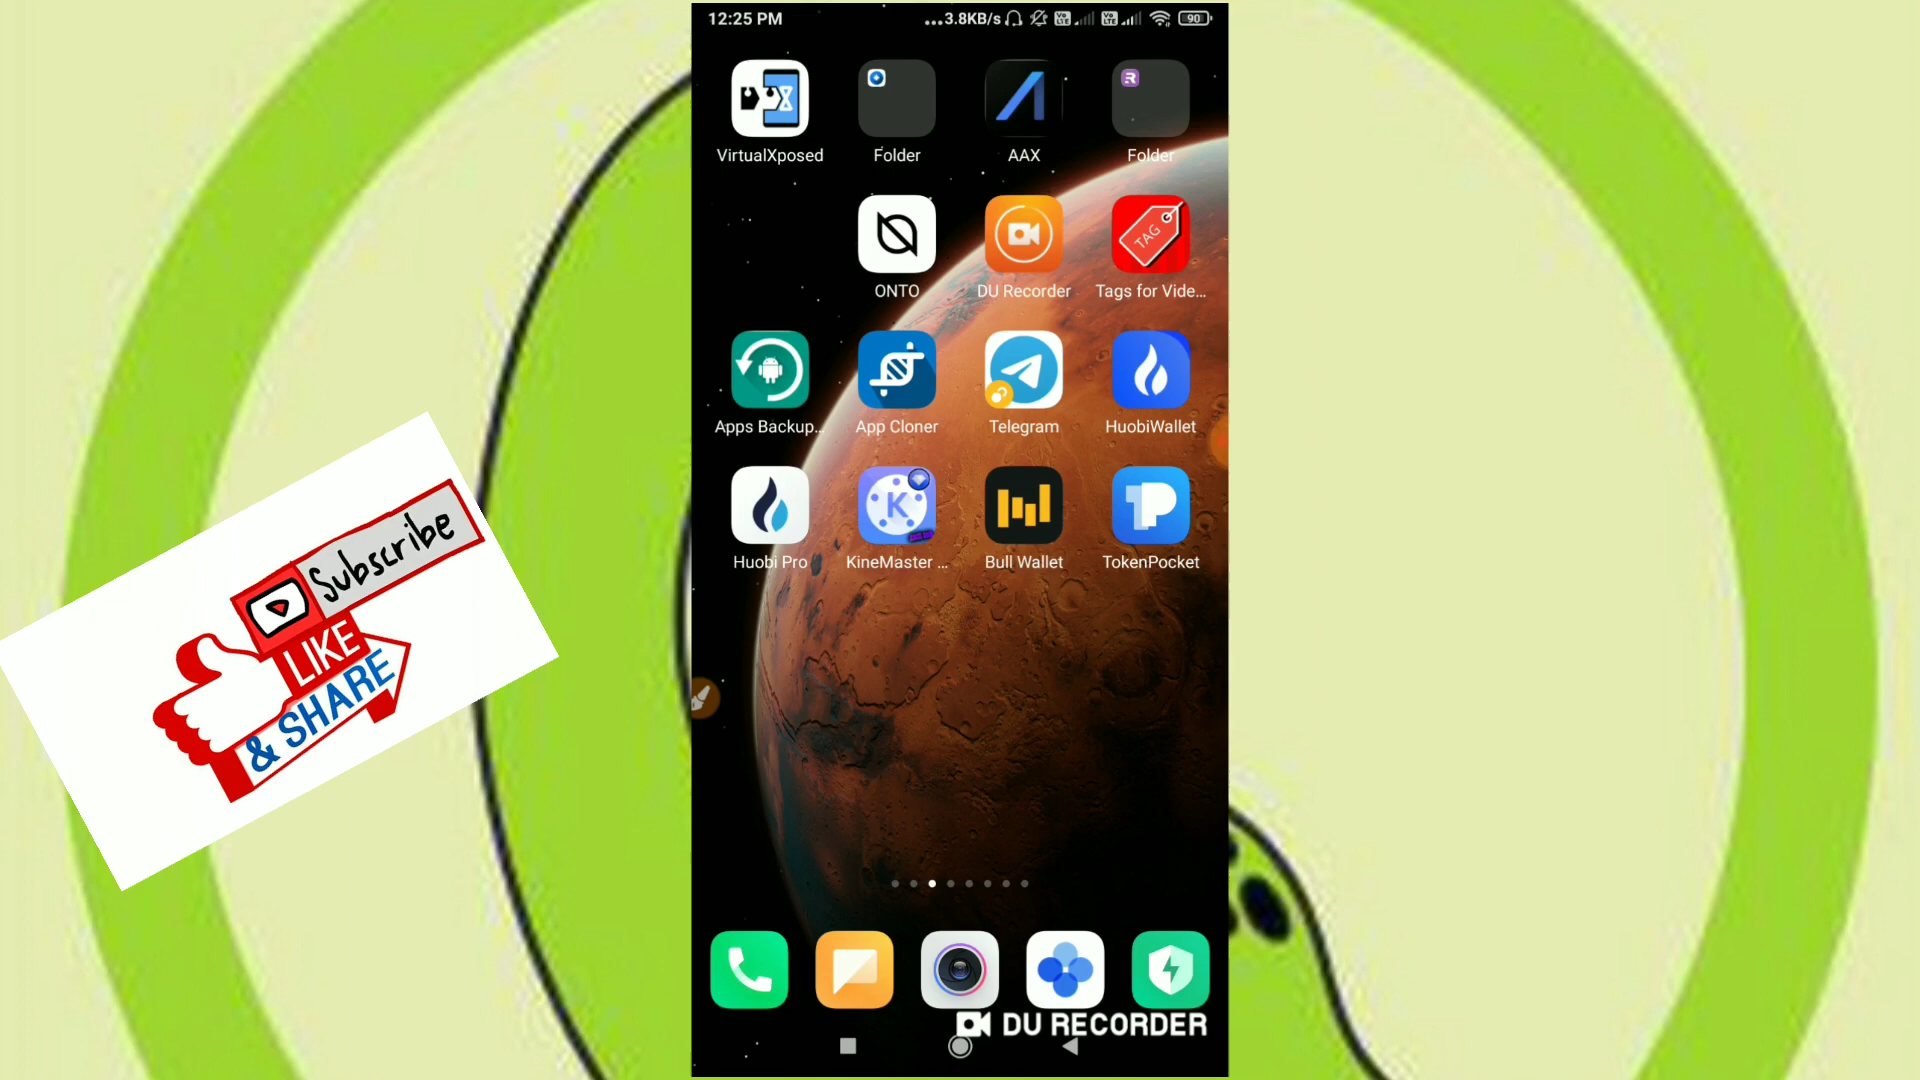 12:25 PM
...3.8KB/s
90
VirtualXposed
Folder
AAX
Folder
R
ONTO
DU Recorder
TAG
Tags for Vide...
Apps Backup...
App Cloner
Telegram
HuobiWallet
K
Huobi Pro
KineMaster ...
Bull Wallet
TokenPocket
Subscribe
LIKE
& SHARE
DU RECORDER